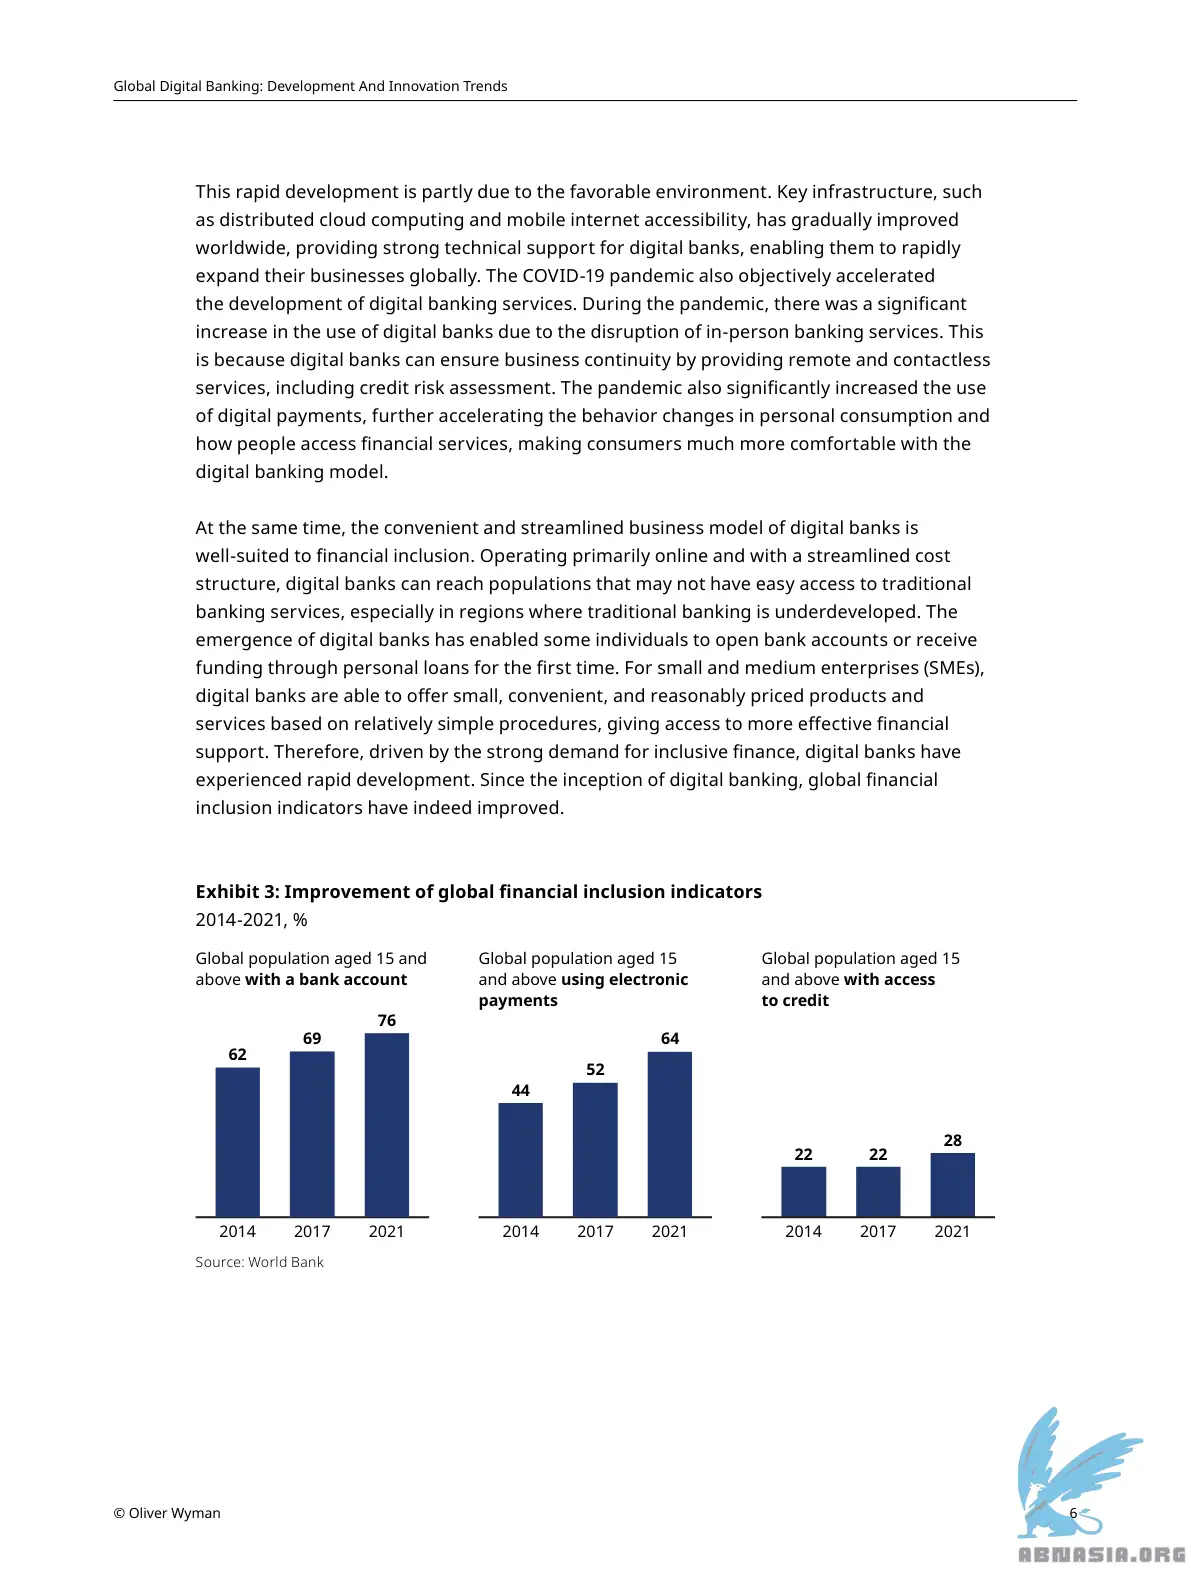 Global Digital Banking: Development And Innovation Trends
This rapid development is partly due to the favorable environment. Key infrastructure, such
as distributed cloud computing and mobile internet accessibility, has gradually improved
worldwide, providing strong technical support for digital banks, enabling them to rapidly
expand their businesses globally. The COVID-19 pandemic also objectively accelerated
the development of digital banking services. During the pandemic, there was a significant
increase in the use of digital banks due to the disruption of in-person banking services. This
is because digital banks can ensure business continuity by providing remote and contactless
services, including credit risk assessment. The pandemic also significantly increased the use
of digital payments, further accelerating the behavior changes in personal consumption and
how people access financial services, making consumers much more comfortable with the
digital banking model.
At the same time, the convenient and streamlined business model of digital banks is
well-suited to financial inclusion. Operating primarily online and with a streamlined cost
structure, digital banks can reach populations that may not have easy access to traditional
banking services, especially in regions where traditional banking is underdeveloped. The
emergence of digital banks has enabled some individuals to open bank accounts or receive
funding through personal loans for the first time. For small and medium enterprises (SMEs),
digital banks are able to offer small, convenient, and reasonably priced products and
services based on relatively simple procedures, giving access to more effective financial
support. Therefore, driven by the strong demand for inclusive finance, digital banks have
experienced rapid development. Since the inception of digital banking, global financial
inclusion indicators have indeed improved.
Exhibit 3: Improvement of global financial inclusion indicators
2014-2021, %
Global population aged 15 and
above with a bank account
62
69
76
2014 2017 2021
Global population aged 15
and above using electronic
payments
44
52
64
2014 2017 2021
Global population aged 15
and above with access
to credit
22
22
28
2014 2017 2021
Source: World Bank
© Oliver Wyman
6
ABNASIA.ORG